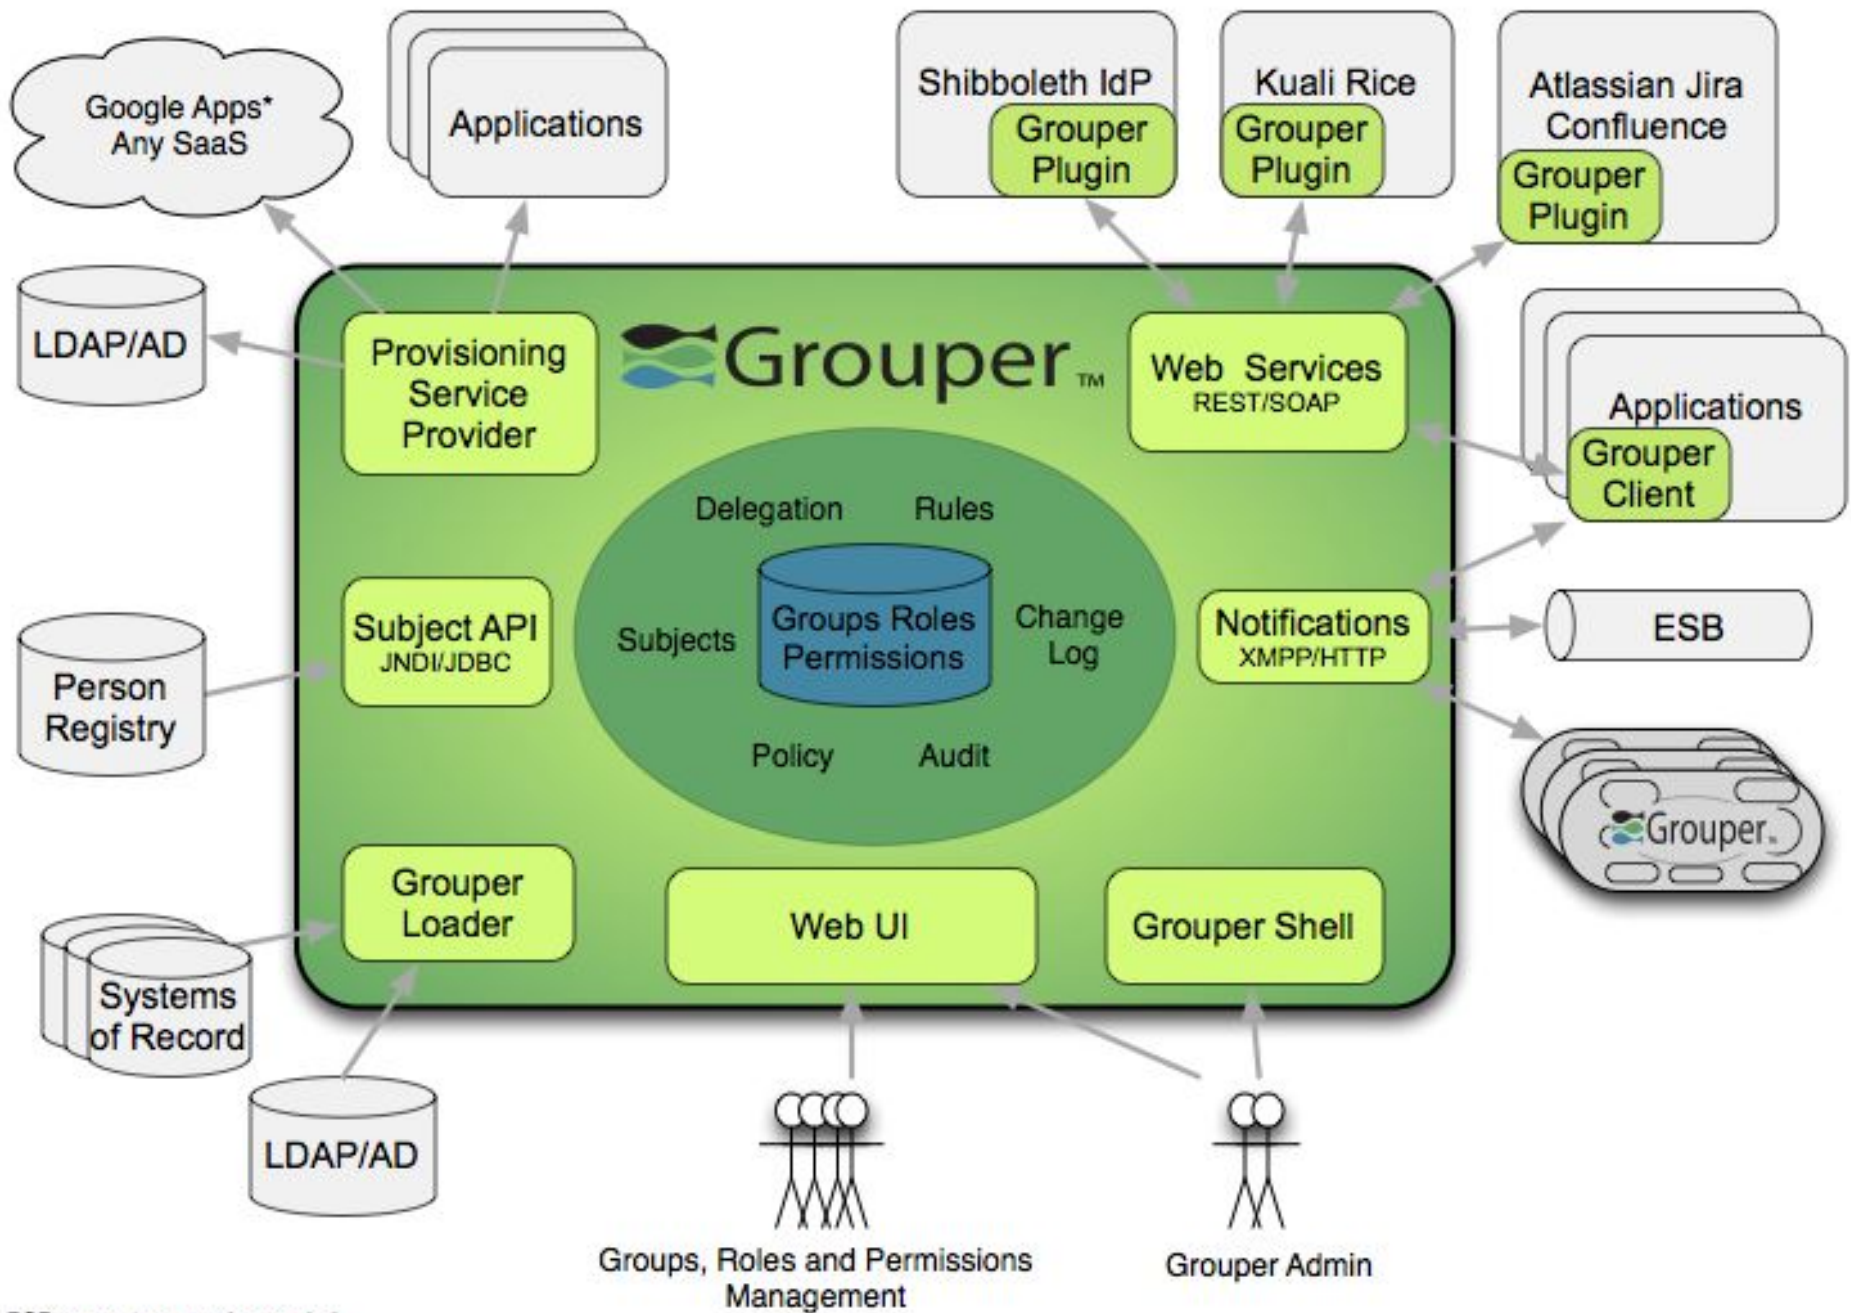 Google Apps*
Any SaaS
Applications
Shibboleth IdP
Grouper
Plugin
Kuali Rice
Grouper
Plugin
Atlassian Jira
Confluence
Grouper
Plugin
LDAP/AD
Provisioning
Service
Provider
Grouper™
Web Services
REST/SOAP
Applications
Grouper
Client
Delegation
Rules
Subject API
JNDI/JDBC
Subjects
Groups Roles
Permissions
Change
Log
Notifications
XMPP/HTTP
ESB
Person
Registry
Policy
Audit
Grouper
Grouper
Loader
Web UI
Grouper Shell
Systems
of Record
LDAP/AD
Groups, Roles and Permissions
Management
Grouper Admin